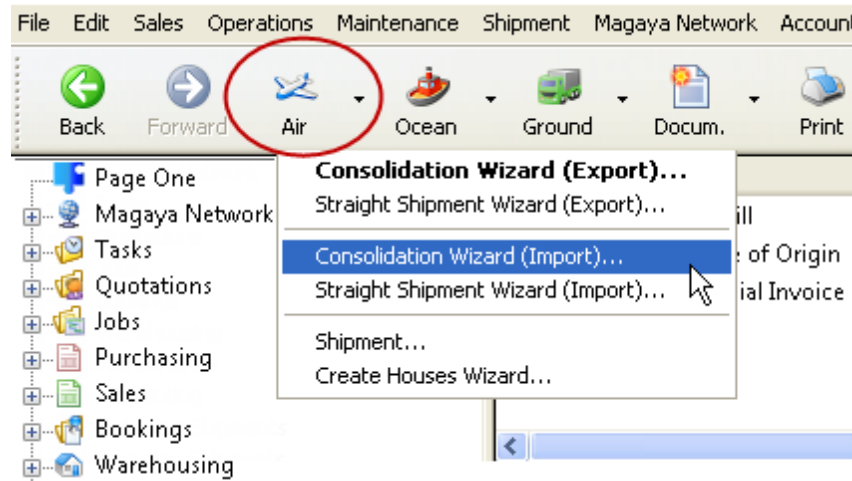 File Edit Sales Operations Maintenance Shipment Magaya Network Account
Back Forward Air Ocean Ground Docum. Print
Page One
Magaya Network
Tasks
Quotations
Jobs
Purchasing
Sales
Bookings
Warehousing
Consolidation Wizard (Export)...
Straight Shipment Wizard (Export)...
Consolidation Wizard (Import)...
Straight Shipment Wizard (Import)...
Shipment...
Create Houses Wizard...
ill
of Origin
ial Invoice